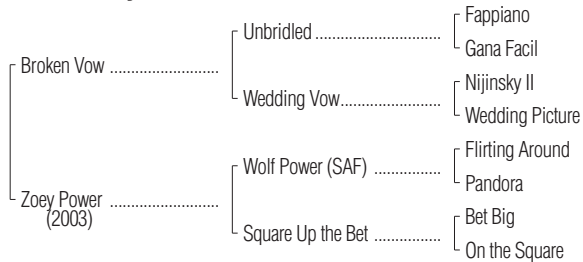 Fappiano
Unbridled ........................
Gana Facil
Broken Vow .....................
Nijinsky II
Wedding Vow.................
Wedding Picture
Flirting Around
Wolf Power (SAF) ................
Pandora
Zoey Power .....................
(2003)
Bet Big
Square Up the Bet ................
On the Square